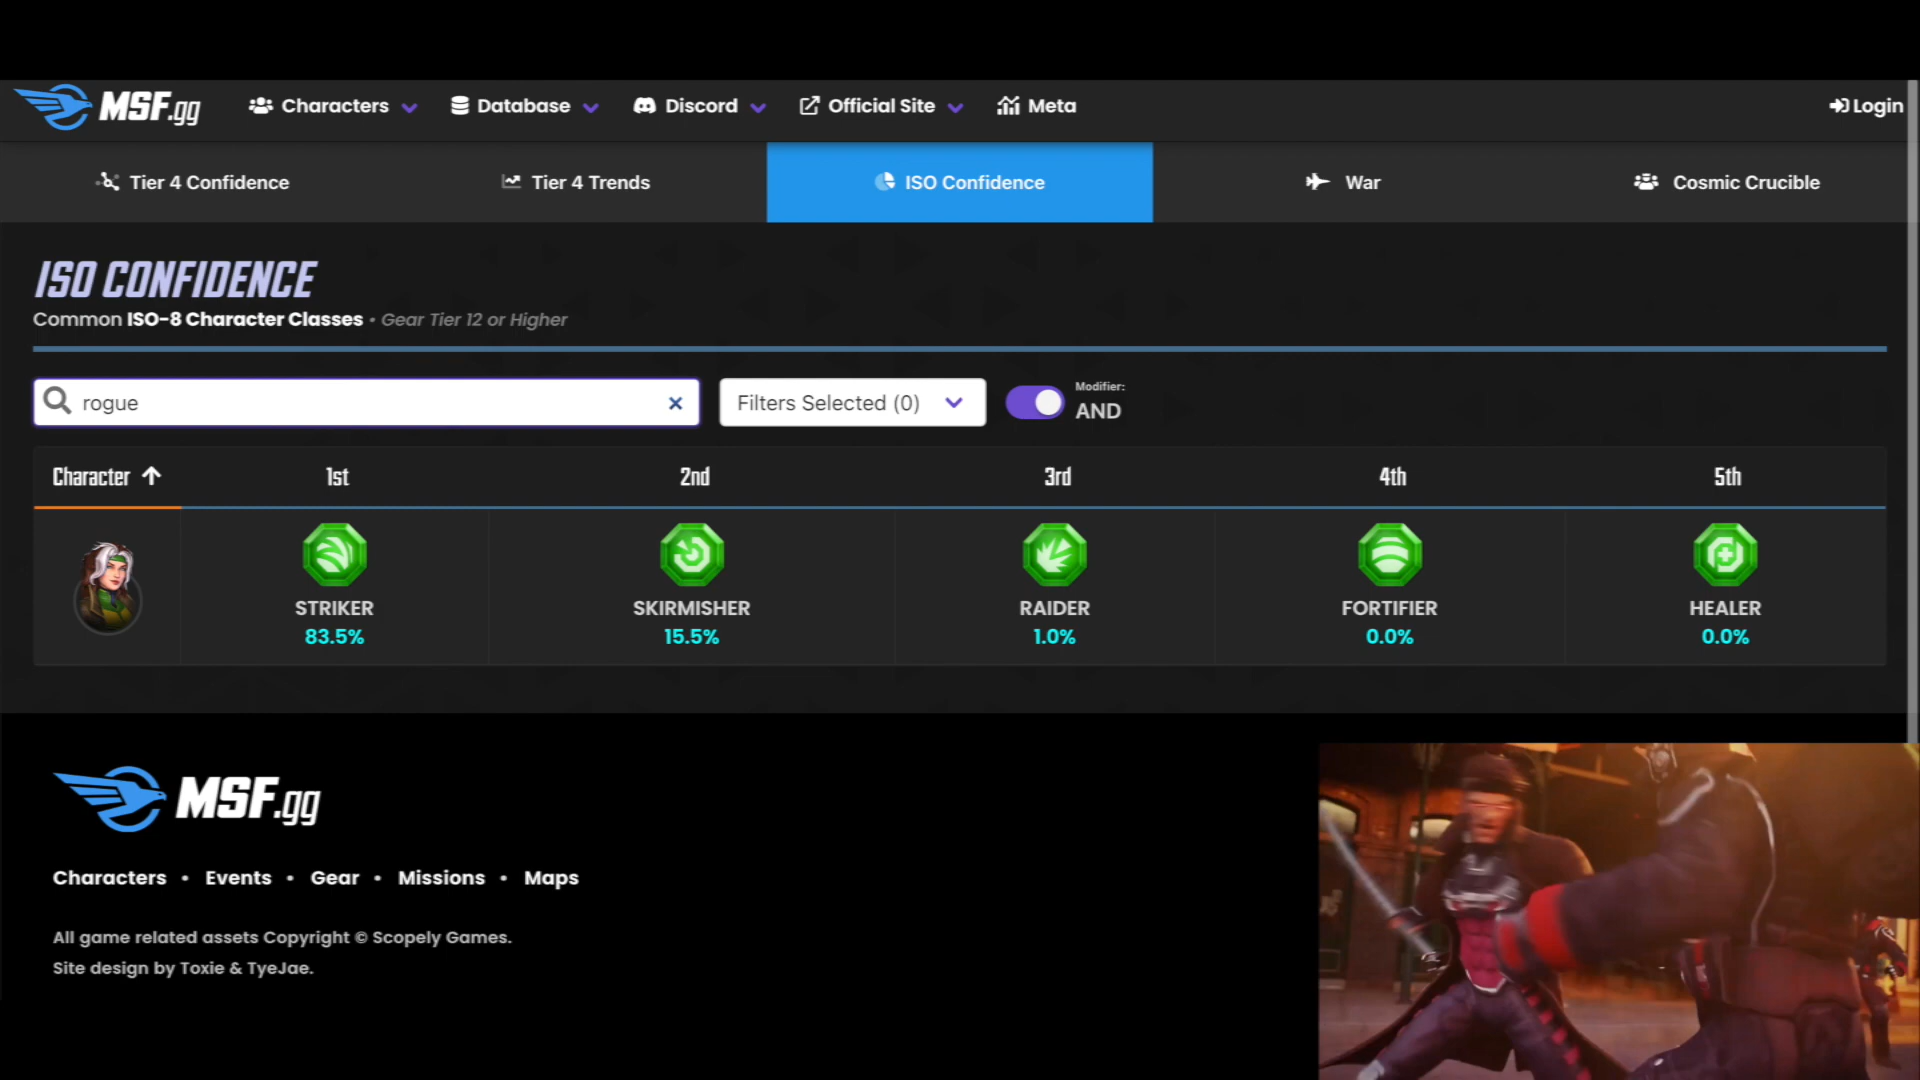 MSF.gg Characters Database Discord Official Site Meta Login
Tier 4 Confidence Tier 4 Trends ISO Confidence War Cosmic Crucible
ISO CONFIDENCE
Common ISO-8 Character Classes • Gear Tier 12 or Higher
rogue Filters Selected (0) Modifier:
AND
Character 1st 2nd 3rd 4th 5th
STRIKER SKIRMISHER RAIDER FORTIFIER HEALER
83.5% 15.5% 1.0% 0.0% 0.0%
MSF.gg
Characters • Events • Gear • Missions • Maps
All game related assets Copyright © Scopely Games.
Site design by Toxie & TyeJae.